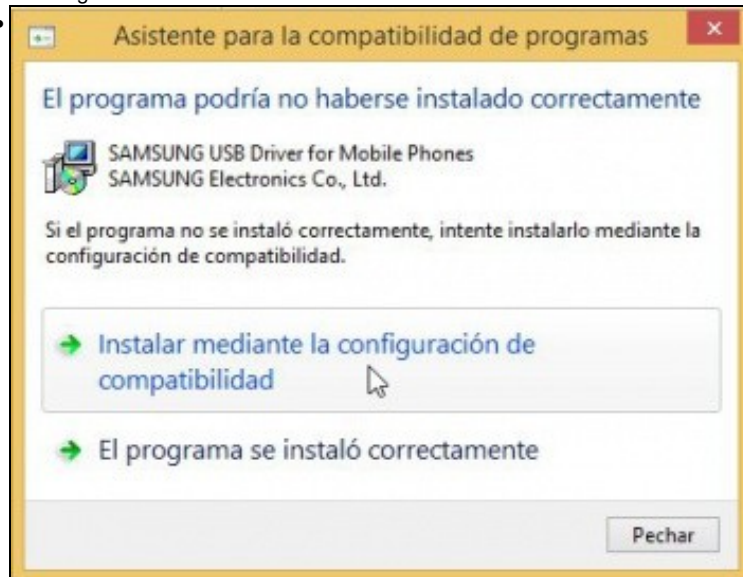 Asistente para la compatibilidad de programas
El programa podría no haberse instalado correctamente
SAMSUNG USB Driver for Mobile Phones
SAMSUNG Electronics Co., Ltd.
Si el programa no se instaló correctamente, intente instalarlo mediante la
configuración de compatibilidad.
Instalar mediante la configuración de
compatibilidad
El programa se instaló correctamente
Pechar